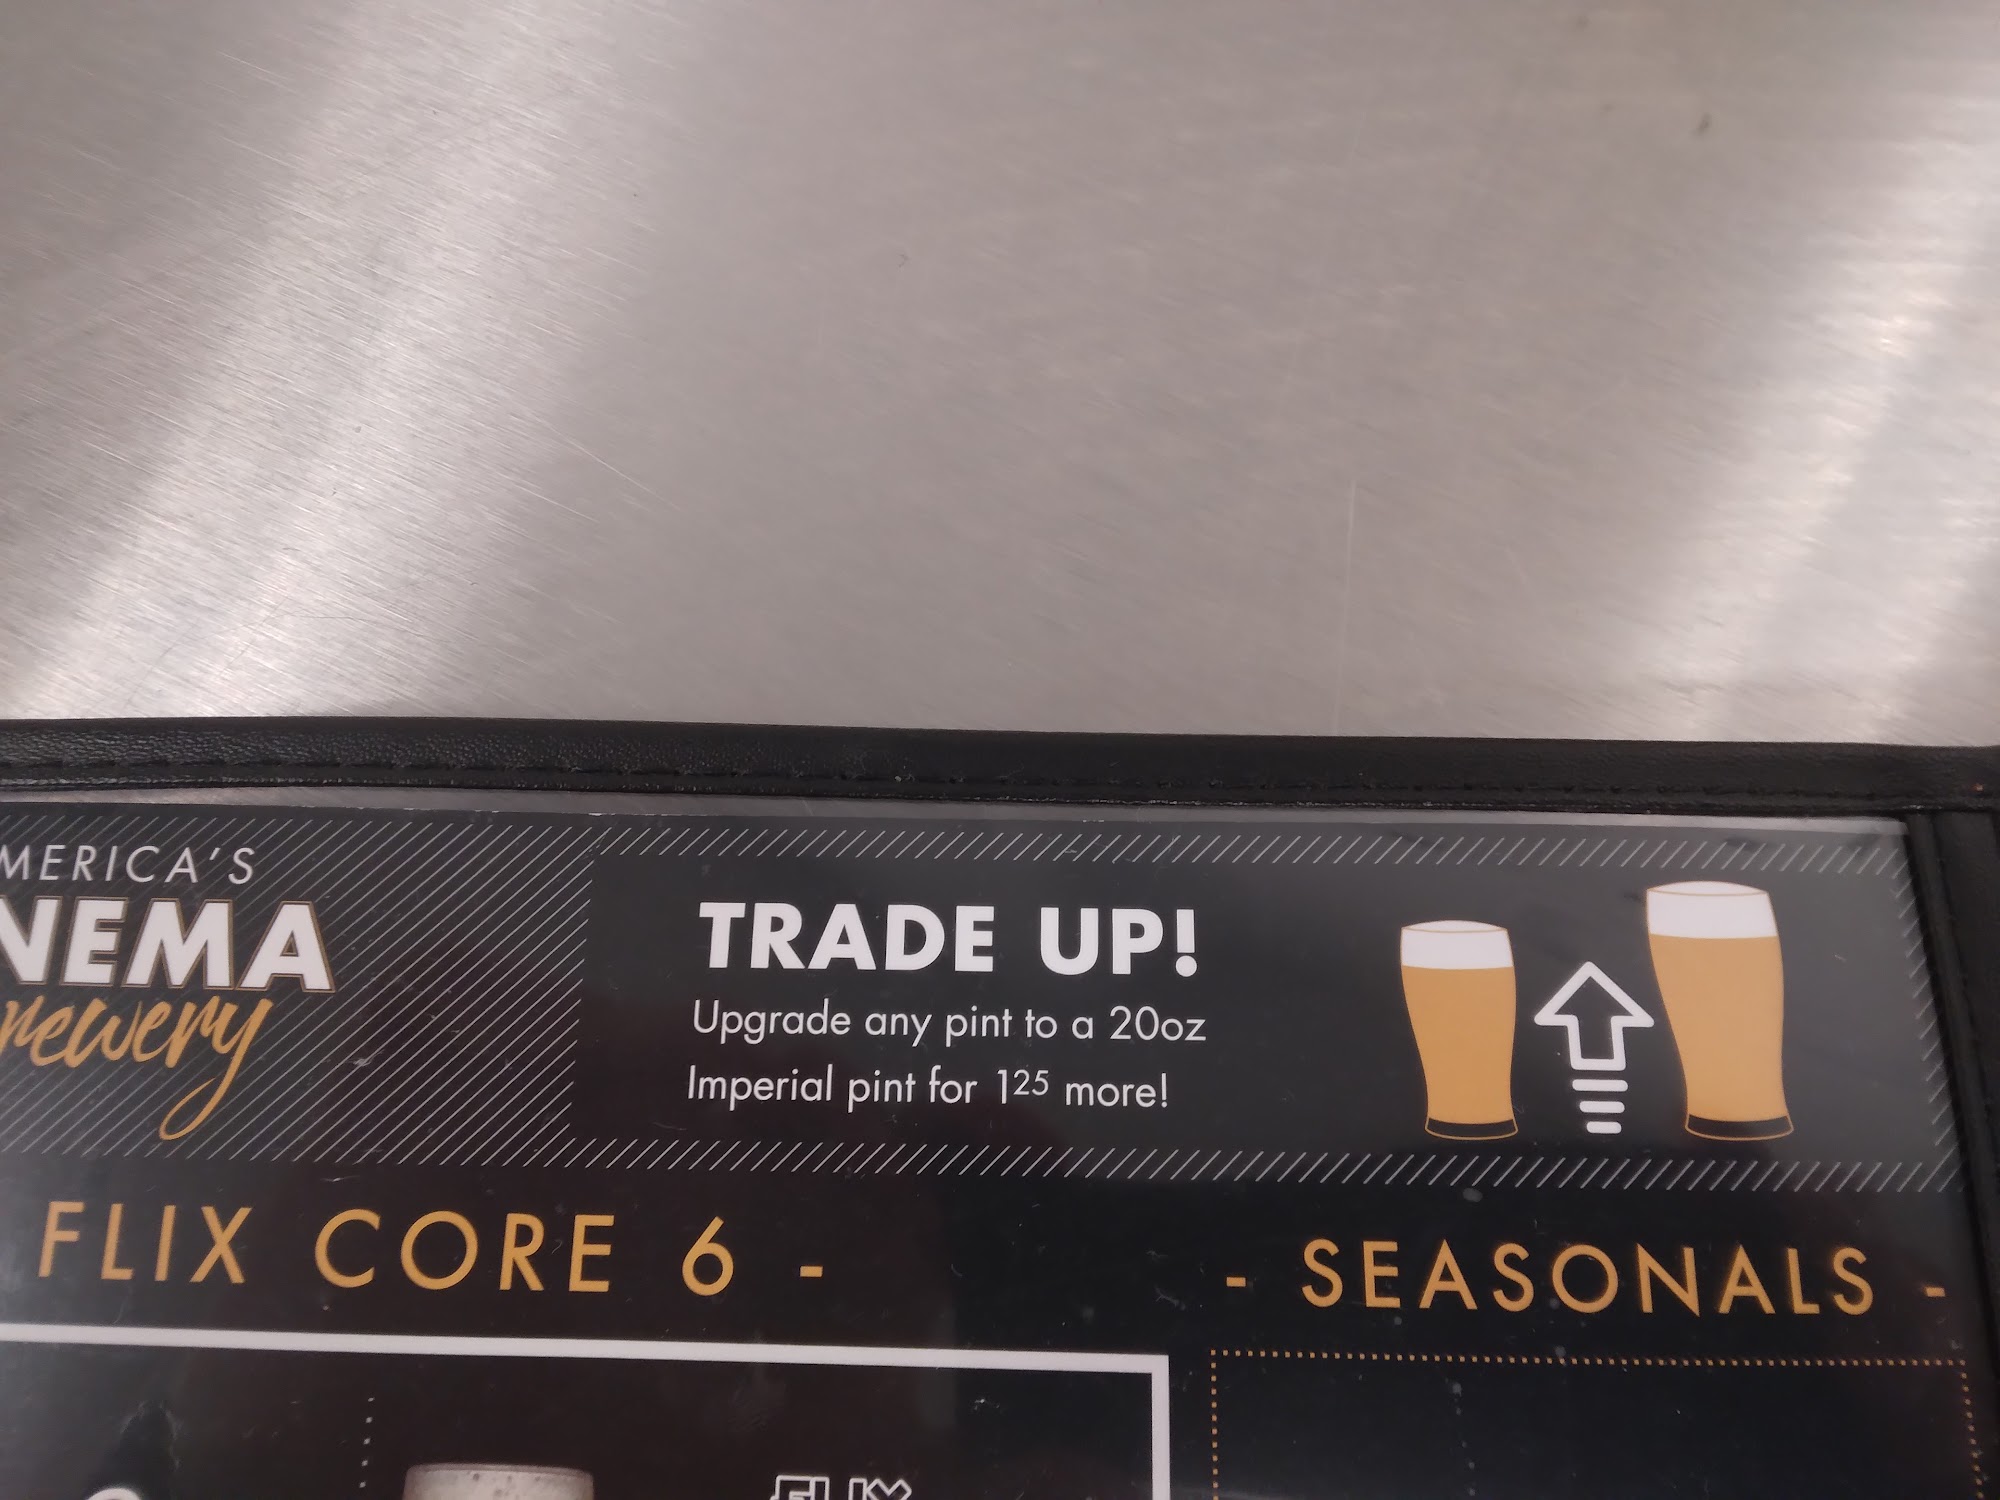 MERICA'S
NEMA
rewery
TRADE UP!
Upgrade any pint to a 20oz
Imperial pint for 1²⁵ more!
FLIX CORE 6 -
- SEASONALS -
FLIX